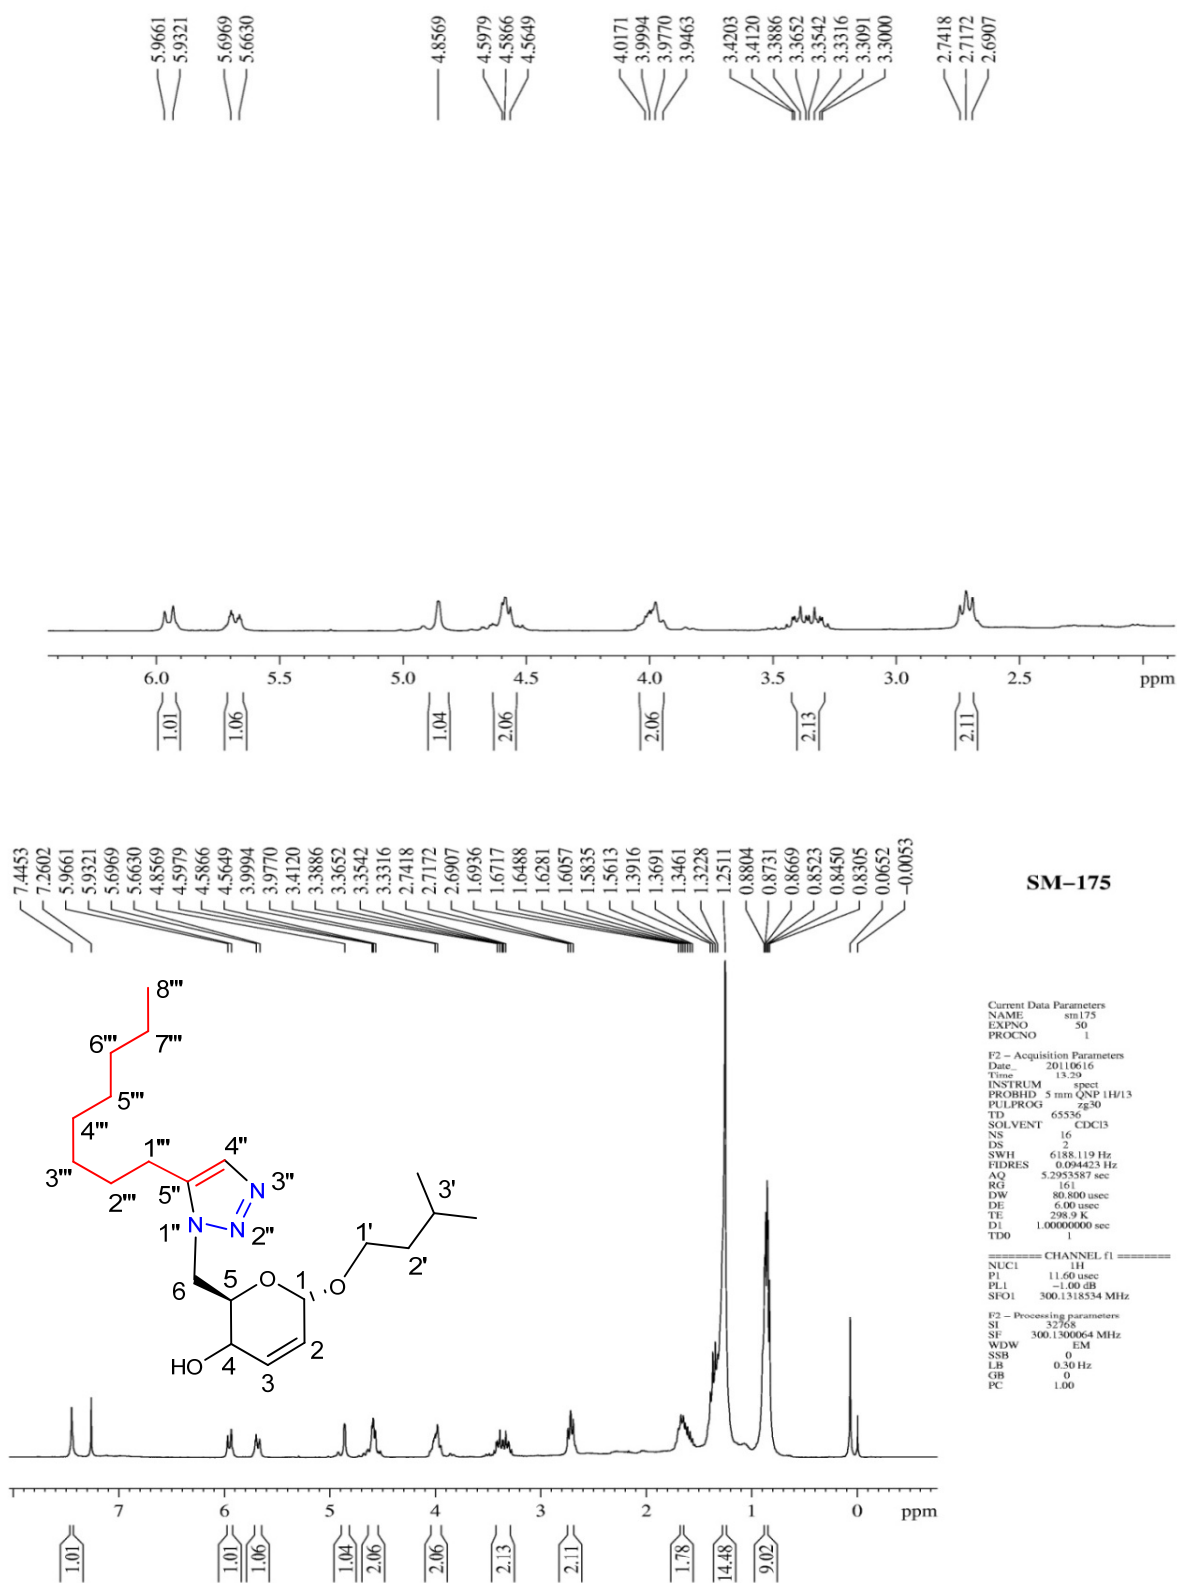 5.9661
5.9321
5.6969
5.6630
4.8569
4.5979
4.5866
4.5649
4.0171
3.9994
3.9770
3.9463
3.4203
3.4120
3.3886
3.3652
3.3542
3.3316
3.3091
3.3000
2.7418
2.7172
2.6907
6.0 5.5 5.0 4.5 4.0 3.5 3.0 2.5 ppm
1.01 1.06 1.04 2.06 2.06 2.13 2.11
7.4453
7.2602
5.9661
5.9321
5.6969
5.6630
4.8569
4.5979
4.5866
4.5649
3.9994
3.9770
3.4120
3.3886
3.3652
3.3542
3.3316
2.7418
2.7172
2.6907
1.6936
1.6717
1.6488
1.6281
1.6057
1.5835
1.5613
1.3916
1.3691
1.3461
1.3228
1.2511
0.8804
0.8731
0.8669
0.8523
0.8450
0.8305
0.0652
-0.0053
SM-175
Current Data Parameters
NAME sm175
EXPNO 50
PROCNO 1
F2 - Acquisition Parameters
Date_ 20110616
Time 13.29
INSTRUM spect
PROBHD 5 mm QNP 1H/13
PULPROG zg30
TD 65536
SOLVENT CDCl3
NS 16
DS 2
SWH 6188.119 Hz
FIDRES 0.094423 Hz
AQ 5.2953587 sec
RG 161
DW 80.800 usec
DE 6.00 usec
TE 298.9 K
D1 1.00000000 sec
TD0 1
======== CHANNEL f1 ========
NUC1 1H
P1 11.60 usec
PL1 -1.00 dB
SFO1 300.1318534 MHz
F2 - Processing parameters
SI 32768
SF 300.1300064 MHz
WDW EM
SSB 0
LB 0.30 Hz
GB 0
PC 1.00
8'''
7'''
6'''
5'''
4'''
1'''
4''
3'''
2'''
5''
N 3''
3'
1'' N N 2''
1'
2'
6 5 O 1 O
HO 4 3 2
7 6 5 4 3 2 1 0 ppm
1.01 1.01 1.06 1.04 2.06 2.06 2.13 2.11 1.78 14.48 9.02